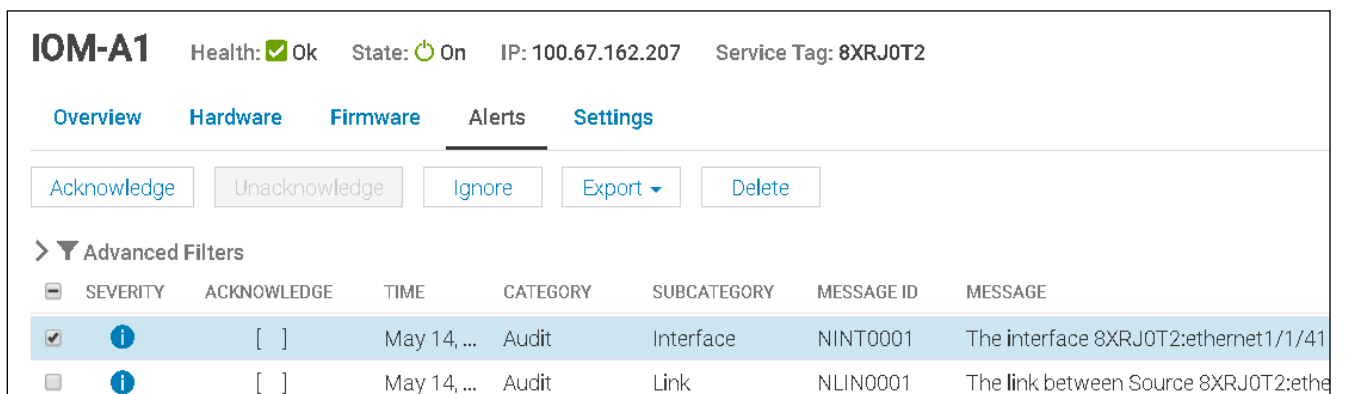 IOM-A1 Health: Ok State: On IP: 100.67.162.207 Service Tag: 8XRJ0T2
Overview Hardware Firmware Alerts Settings
Acknowledge Unacknowledge Ignore Export Delete
Advanced Filters
SEVERITY ACKNOWLEDGE TIME CATEGORY SUBCATEGORY MESSAGE ID MESSAGE
[ ] May 14, ... Audit Interface NINT0001 The interface 8XRJ0T2:ethernet1/1/41
[ ] May 14, ... Audit Link NLIN0001 The link between Source 8XRJ0T2:ethe